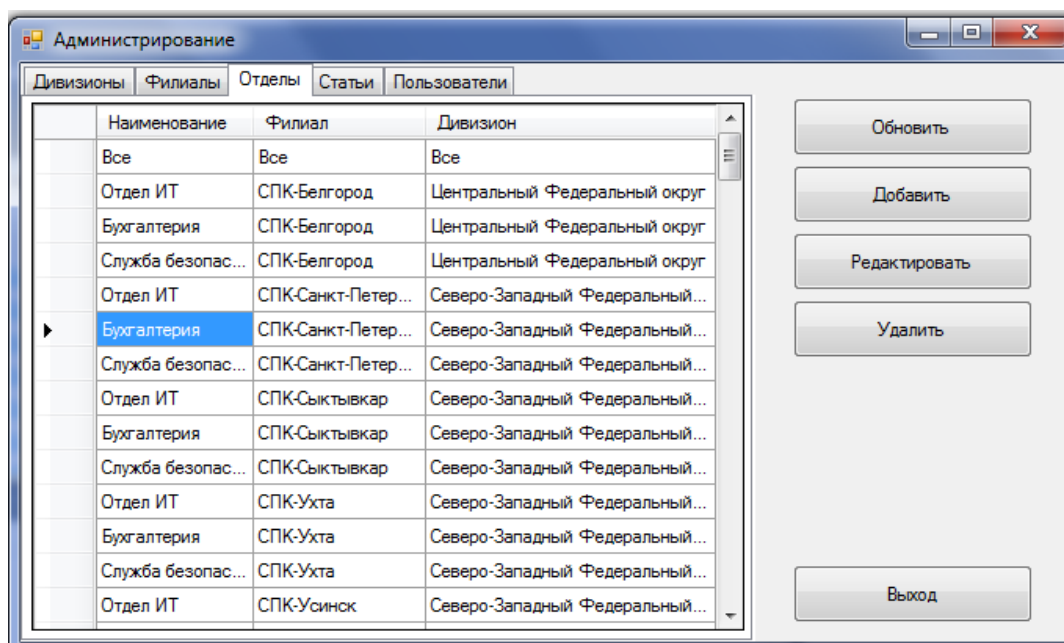 Администрирование
Дивизионы Филиалы Отделы Статьи Пользователи
Наименование Филиал Дивизион
Все Все Все
Отдел ИТ СПК-Белгород Центральный Федеральный округ
Бухгалтерия СПК-Белгород Центральный Федеральный округ
Служба безопас... СПК-Белгород Центральный Федеральный округ
Отдел ИТ СПК-Санкт-Петер... Северо-Западный Федеральный...
Бухгалтерия СПК-Санкт-Петер... Северо-Западный Федеральный...
Служба безопас... СПК-Санкт-Петер... Северо-Западный Федеральный...
Отдел ИТ СПК-Сыктывкар Северо-Западный Федеральный...
Бухгалтерия СПК-Сыктывкар Северо-Западный Федеральный...
Служба безопас... СПК-Сыктывкар Северо-Западный Федеральный...
Отдел ИТ СПК-Ухта Северо-Западный Федеральный...
Бухгалтерия СПК-Ухта Северо-Западный Федеральный...
Служба безопас... СПК-Ухта Северо-Западный Федеральный...
Отдел ИТ СПК-Усинск Северо-Западный Федеральный...
Обновить
Добавить
Редактировать
Удалить
Выход